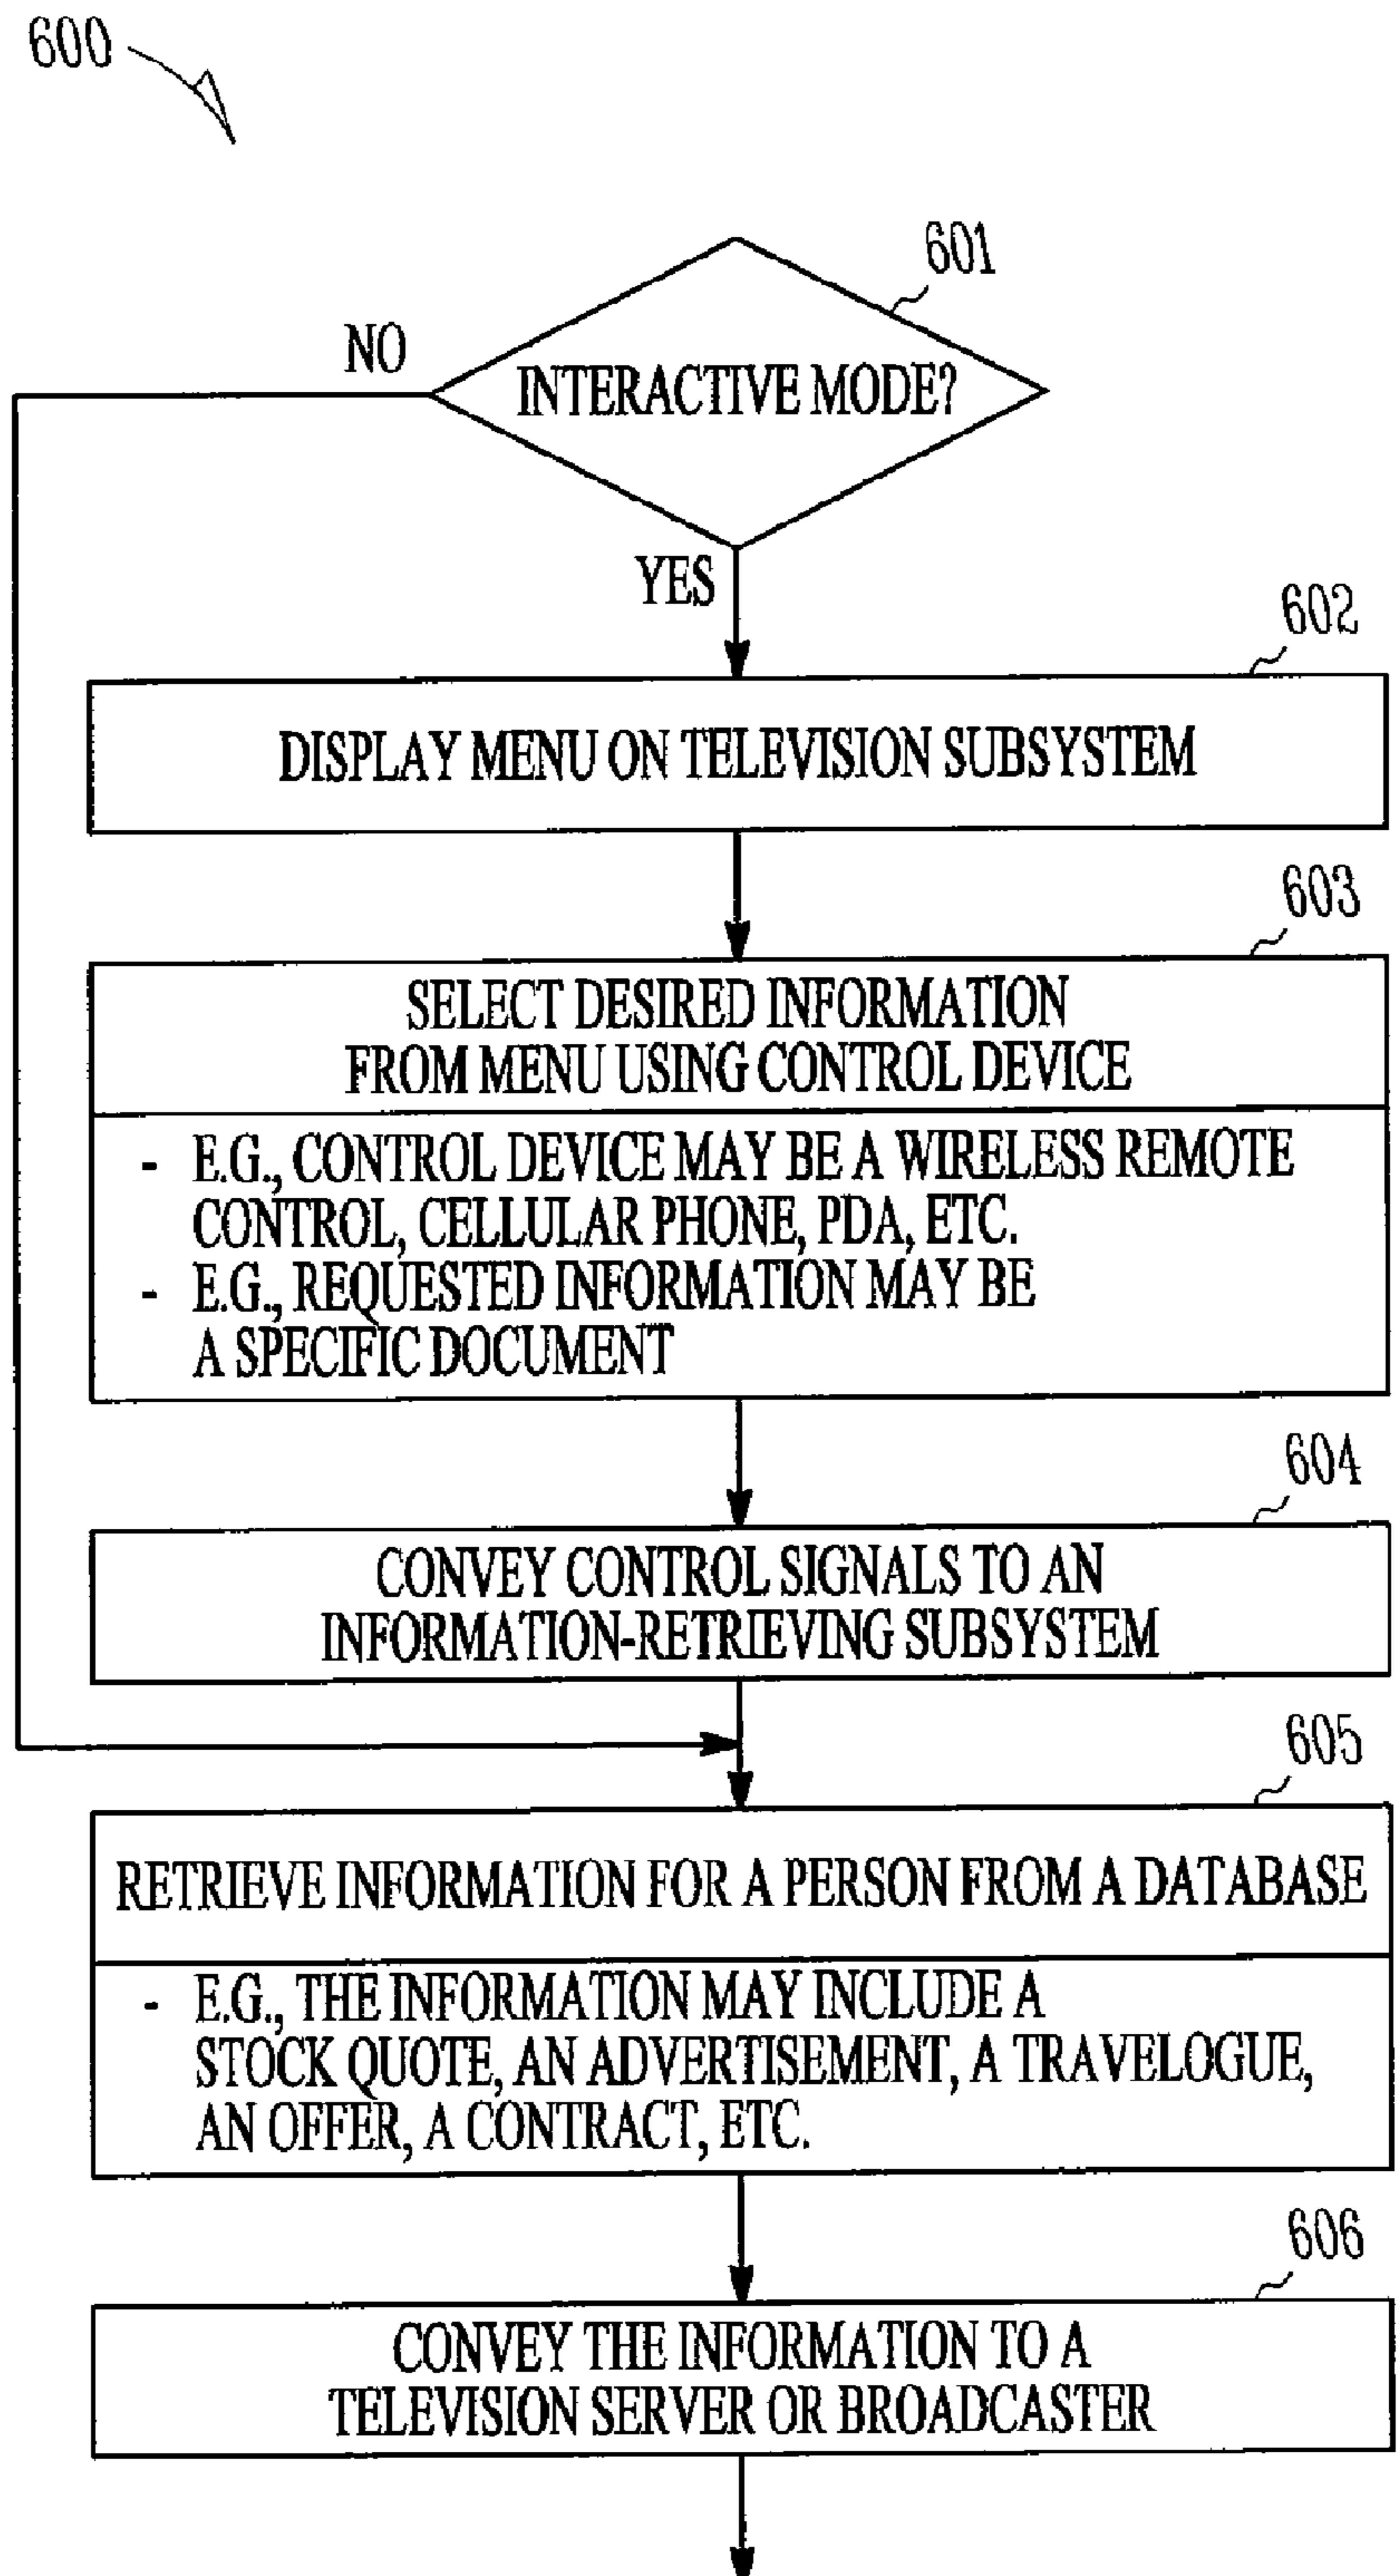 600
601
NO
INTERACTIVE MODE?
YES
602
DISPLAY MENU ON TELEVISION SUBSYSTEM
603
SELECT DESIRED INFORMATION
FROM MENU USING CONTROL DEVICE
- E.G., CONTROL DEVICE MAY BE A WIRELESS REMOTE
CONTROL, CELLULAR PHONE, PDA, ETC.
- E.G., REQUESTED INFORMATION MAY BE
A SPECIFIC DOCUMENT
604
CONVEY CONTROL SIGNALS TO AN
INFORMATION-RETRIEVING SUBSYSTEM
605
RETRIEVE INFORMATION FOR A PERSON FROM A DATABASE
- E.G., THE INFORMATION MAY INCLUDE A
STOCK QUOTE, AN ADVERTISEMENT, A TRAVELOGUE,
AN OFFER, A CONTRACT, ETC.
606
CONVEY THE INFORMATION TO A
TELEVISION SERVER OR BROADCASTER